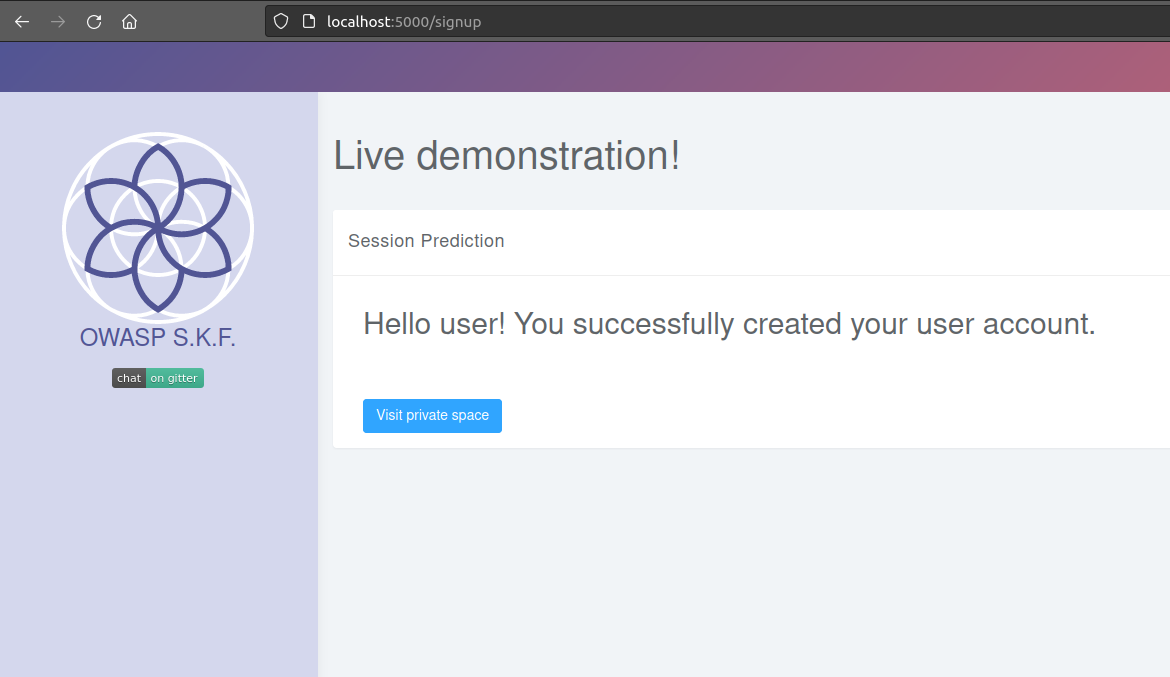 localhost:5000/signup
OWASP S.K.F.
chat on gitter
Live demonstration!
Session Prediction
Hello user! You successfully created your user account.
Visit private space